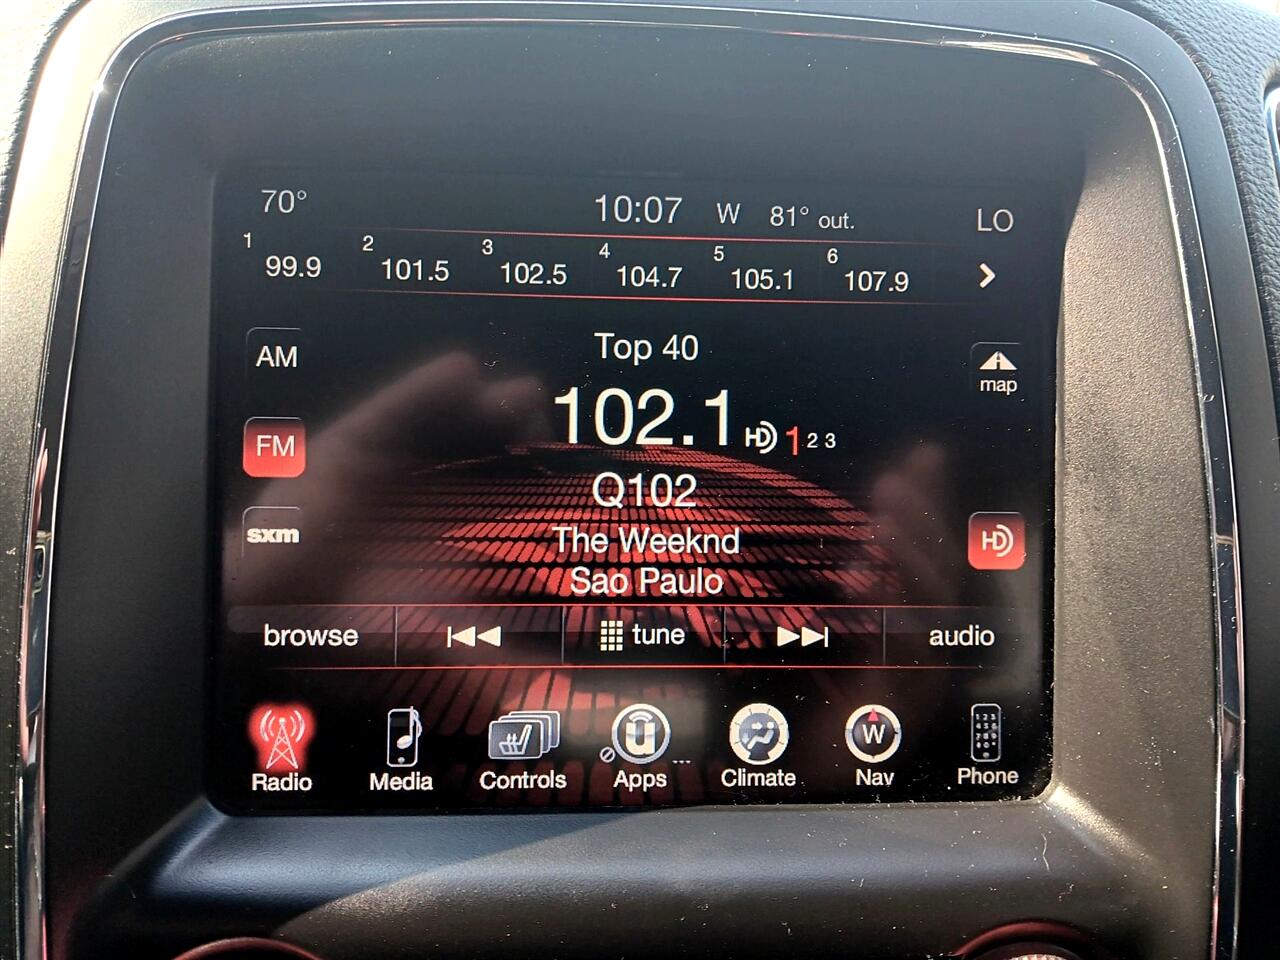 70° 10:07 W 81° out. LO
1 99.9 2 101.5 3 102.5 4 104.7 5 105.1 6 107.9
AM Top 40 map
102.1 HD 1 2 3
FM Q102
sxm The Weeknd HD
Sao Paulo
browse tune audio
W
Radio Media Controls Apps Climate Nav Phone